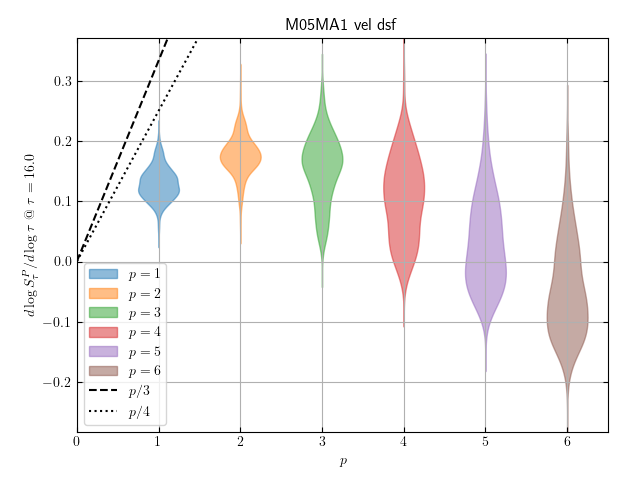 M05MA1 vel dsf
d log S_τ^P / d log τ @ τ = 16.0
0.3
0.2
0.1
0.0
−0.1
−0.2
p = 1
p = 2
p = 3
p = 4
p = 5
p = 6
p/3
p/4
0 1 2 3 4 5 6
p